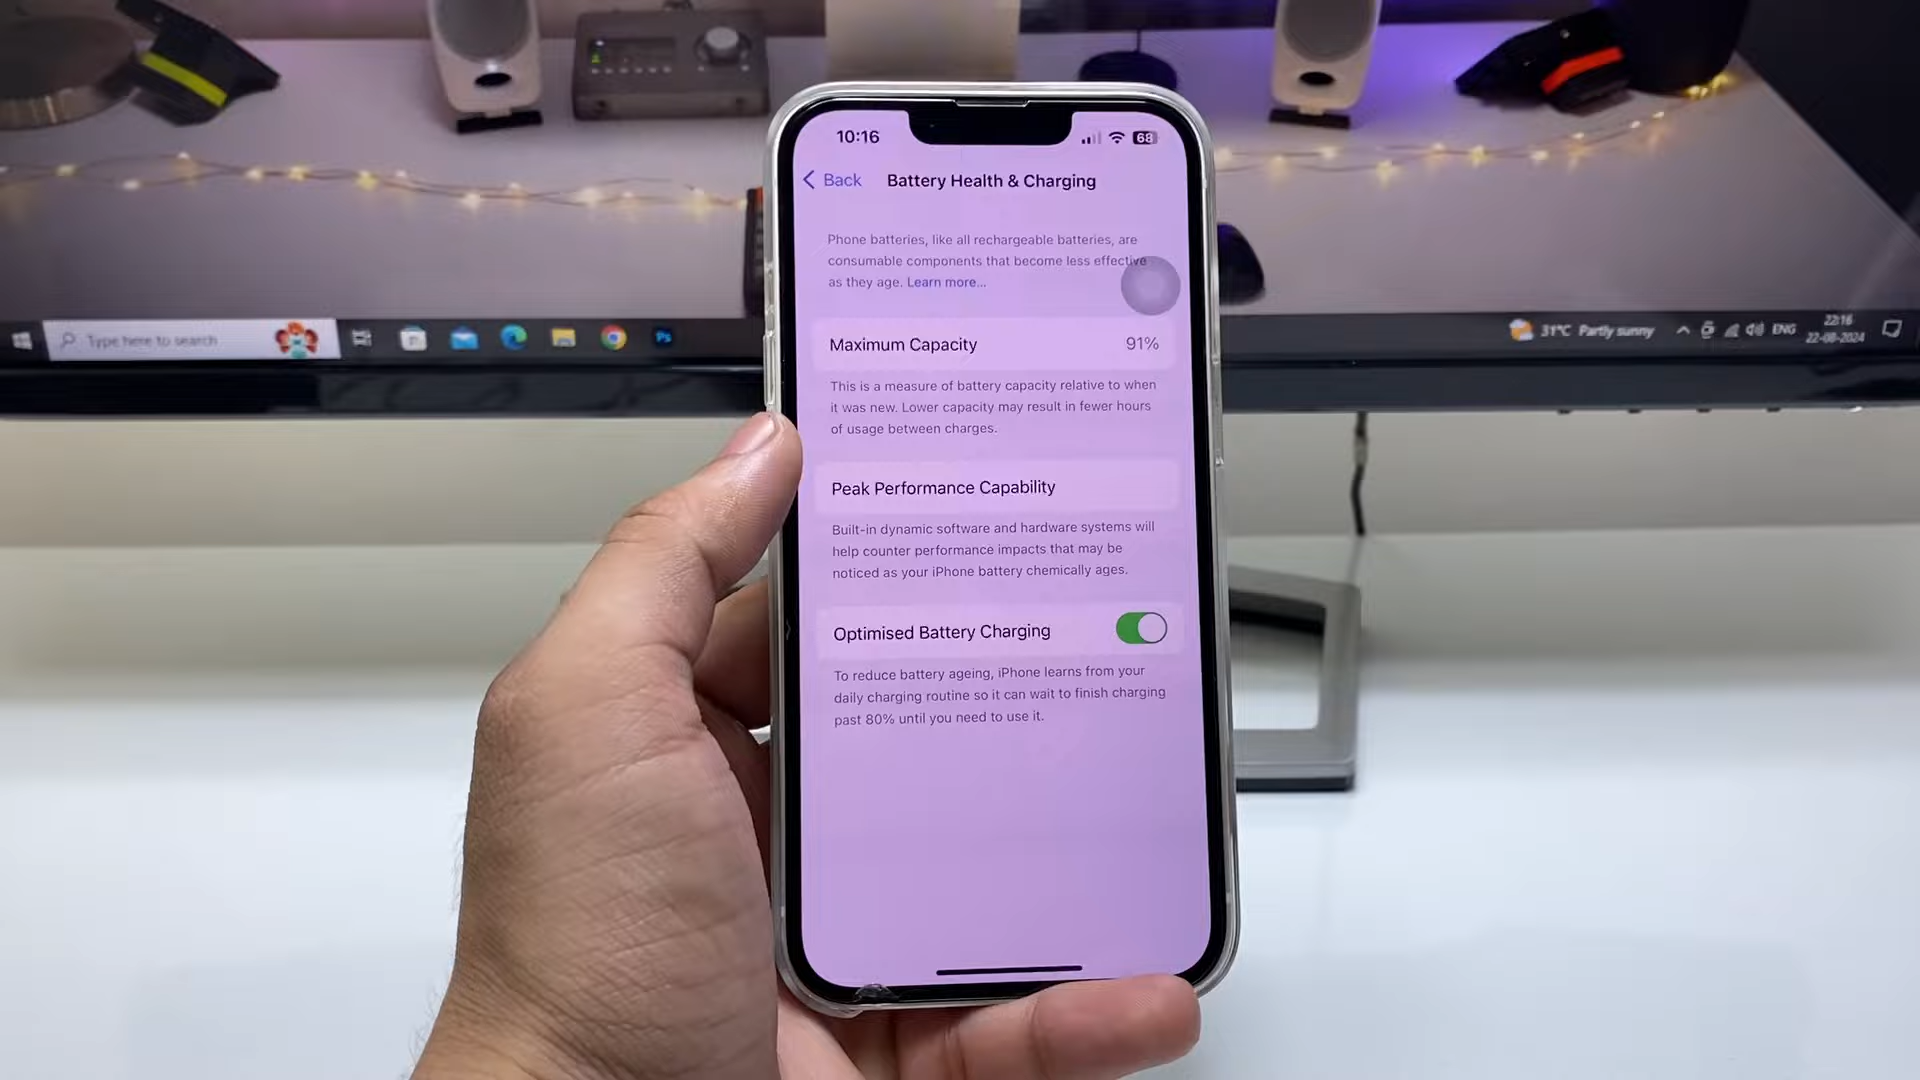 10:16
68
Back
Battery Health & Charging
Phone batteries, like all rechargeable batteries, are
consumable components that become less effective
as they age. Learn more...
Maximum Capacity 91%
This is a measure of battery capacity relative to when
it was new. Lower capacity may result in fewer hours
of usage between charges.
Peak Performance Capability
Built-in dynamic software and hardware systems will
help counter performance impacts that may be
noticed as your iPhone battery chemically ages.
Optimised Battery Charging
To reduce battery ageing, iPhone learns from your
daily charging routine so it can wait to finish charging
past 80% until you need to use it.
Type here to search
Ps
31°C Partly sunny
ENG
22:16
22-08-2024